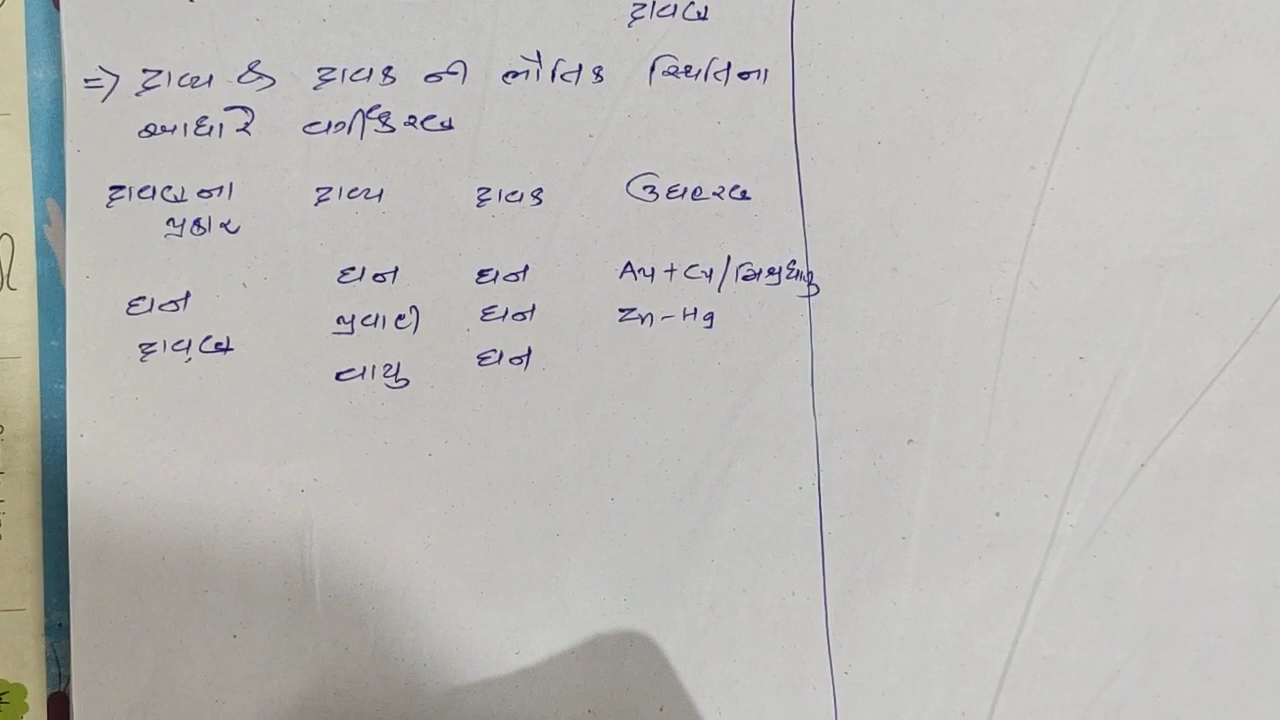 દ્રાવણ
=> દ્રાવ્ય કે દ્રાવક ની ભૌતિક સ્થિતિના
આધારે વર્ગીકરણ
દ્રાવણના દ્રાવ્ય દ્રાવક ઉદાહરણ
પ્રકાર
ઘન ઘન Au + Cu / મિશ્રધાતુ
ઘન પ્રવાહી ઘન Zn - Hg
દ્રાવણ વાયુ ઘન